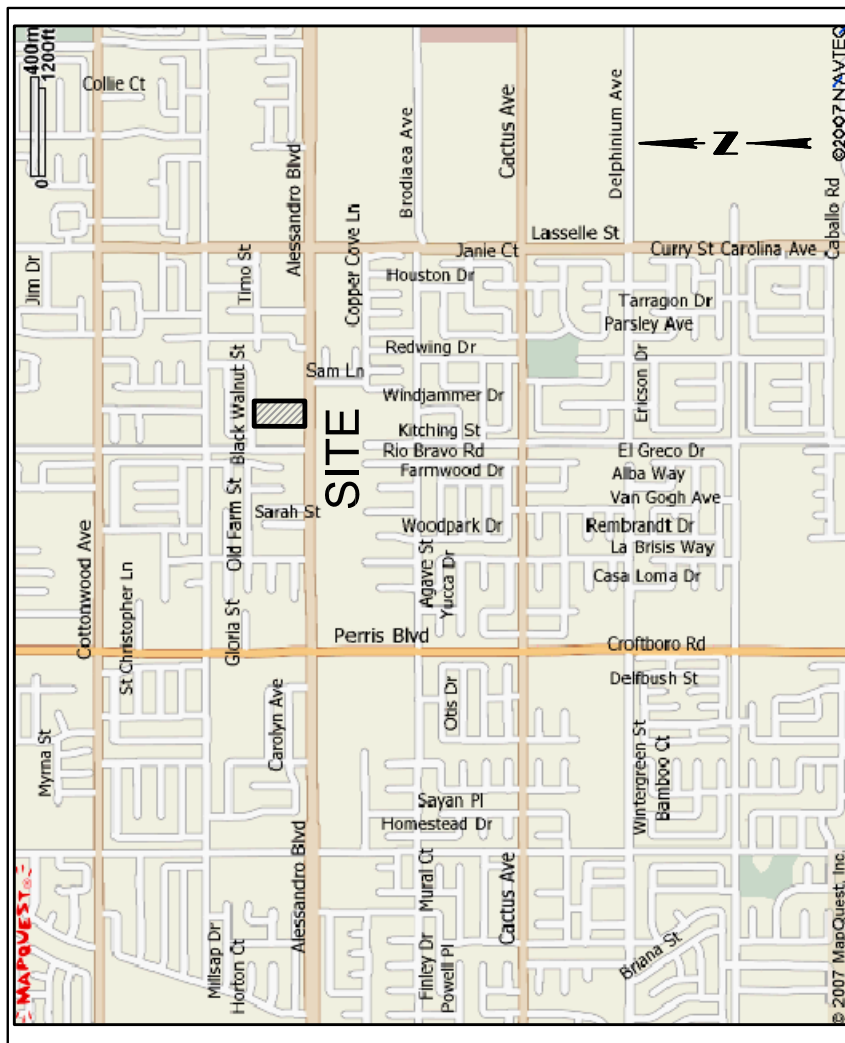 400m
1200ft
0
Collie Ct
Jim Dr
Timo St
Alessandro Blvd
Copper Cove Ln
Brodiaea Ave
Cactus Ave
Delphinium Ave
N
©2007 NAVTEQ
Caballo Rd
Lasselle St
Janie Ct
Curry St
Carolina Ave
Houston Dr
Tarragon Dr
Parsley Ave
Redwing Dr
Sam Ln
Ericson Dr
Windjammer Dr
Black Walnut St
SITE
Kitching St
Rio Bravo Rd
El Greco Dr
Farmwood Dr
Alba Way
Van Gogh Ave
Old Farm St
Sarah St
Woodpark Dr
Rembrandt Dr
La Brisis Way
Cottonwood Ave
St Christopher Ln
Agave St
Yucca Dr
Casa Loma Dr
Gloria St
Perris Blvd
Croftboro Rd
Delfbush St
Carolyn Ave
Otis Dr
Myrna St
Wintergreen St
Bamboo Ct
Sayan Pl
Homestead Dr
Alessandro Blvd
Mural Ct
Cactus Ave
MAPQUEST
Millsap Dr
Horton Ct
Finley Dr
Powell Pl
Briana St
© 2007 MapQuest, Inc.